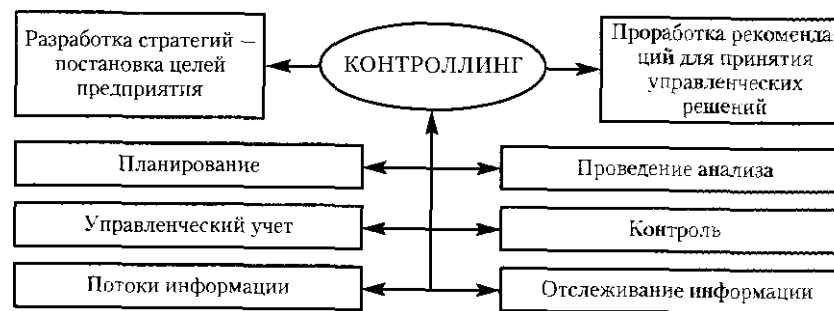 Разработка стратегий –
постановка целей
предприятия
КОНТРОЛЛИНГ
Проработка рекоменда-
ций для принятия
управленческих
решений
Планирование
Проведение анализа
Управленческий учет
Контроль
Потоки информации
Отслеживание информации